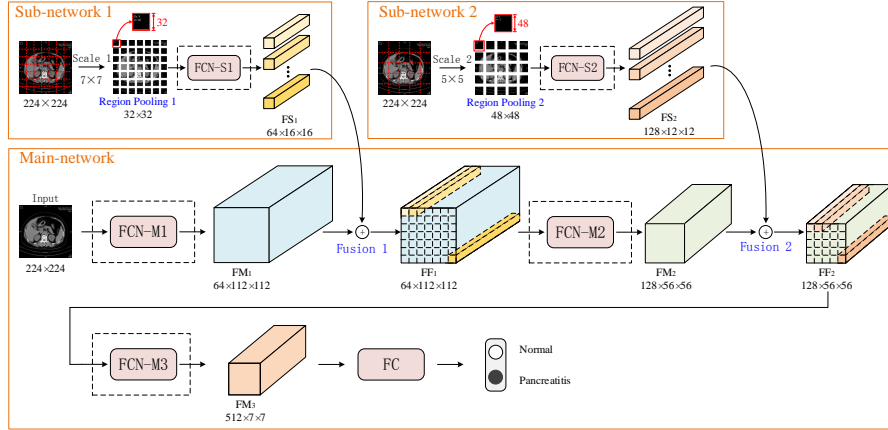 Sub-network 1
32
Scale 1
7×7
FCN-S1
224×224
Region Pooling 1
32×32
FS₁
64×16×16
Sub-network 2
48
Scale 2
5×5
FCN-S2
224×224
Region Pooling 2
48×48
FS₂
128×12×12
Main-network
Input
224×224
FCN-M1
FM₁
64×112×112
+
Fusion 1
FF₁
64×112×112
FCN-M2
FM₂
128×56×56
+
Fusion 2
FF₂
128×56×56
FCN-M3
FM₃
512×7×7
FC
Normal
Pancreatitis